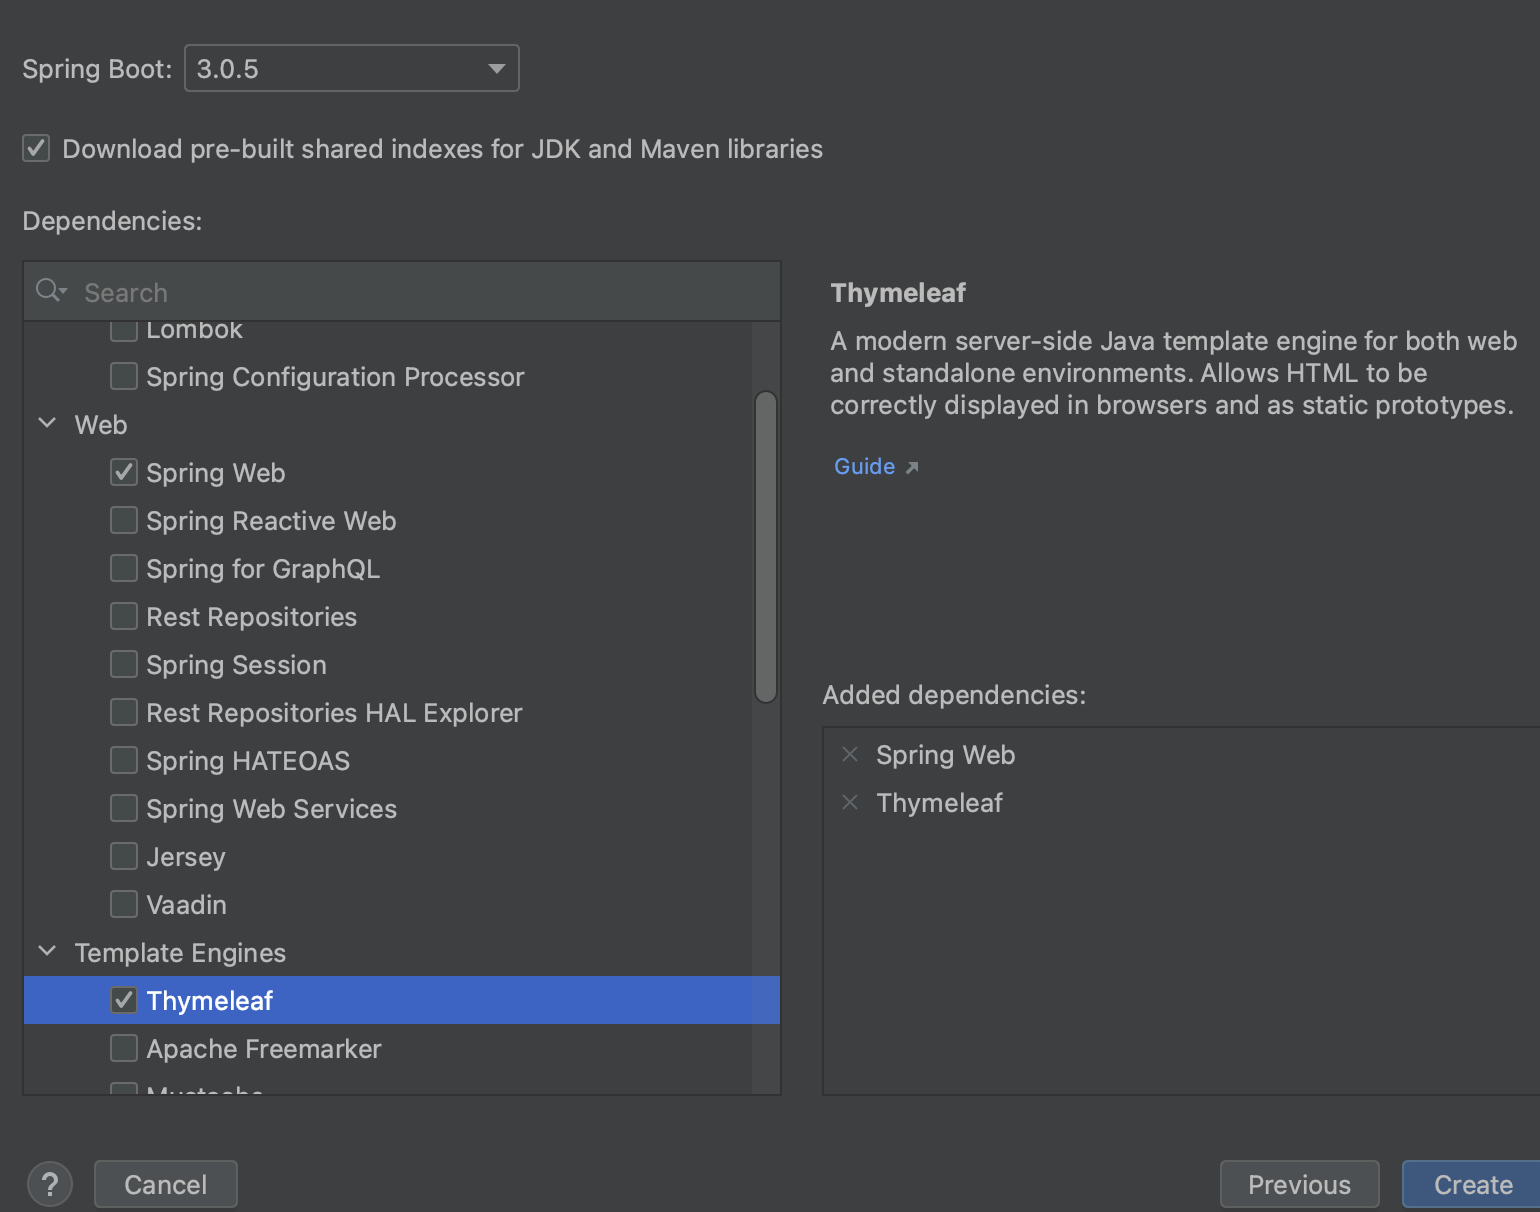 Spring Boot: 3.0.5
Download pre-built shared indexes for JDK and Maven libraries
Dependencies:
Search
Lombok
Spring Configuration Processor
Web
Spring Web
Spring Reactive Web
Spring for GraphQL
Rest Repositories
Spring Session
Rest Repositories HAL Explorer
Spring HATEOAS
Spring Web Services
Jersey
Vaadin
Template Engines
Thymeleaf
Apache Freemarker
Mustache
Thymeleaf
A modern server-side Java template engine for both web
and standalone environments. Allows HTML to be
correctly displayed in browsers and as static prototypes.
Guide
Added dependencies:
Spring Web
Thymeleaf
?
Cancel
Previous
Create